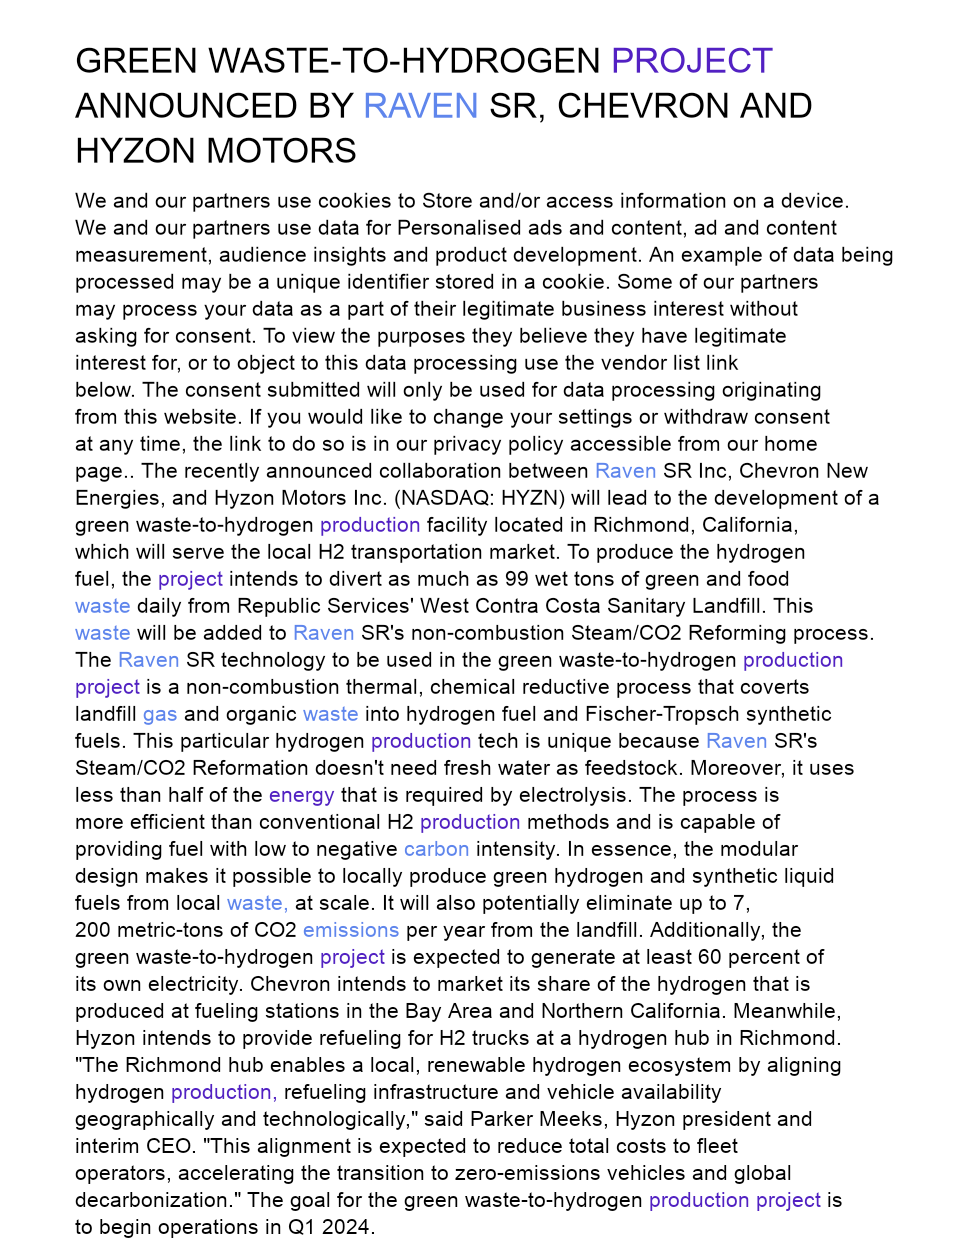 GREEN WASTE-TO-HYDROGEN PROJECT
ANNOUNCED BY RAVEN SR, CHEVRON AND
HYZON MOTORS
We and our partners use cookies to Store and/or access information on a device.
We and our partners use data for Personalised ads and content, ad and content
measurement, audience insights and product development. An example of data being
processed may be a unique identifier stored in a cookie. Some of our partners
may process your data as a part of their legitimate business interest without
asking for consent. To view the purposes they believe they have legitimate
interest for, or to object to this data processing use the vendor list link
below. The consent submitted will only be used for data processing originating
from this website. If you would like to change your settings or withdraw consent
at any time, the link to do so is in our privacy policy accessible from our home
page.. The recently announced collaboration between Raven SR Inc, Chevron New
Energies, and Hyzon Motors Inc. (NASDAQ: HYZN) will lead to the development of a
green waste-to-hydrogen production facility located in Richmond, California,
which will serve the local H2 transportation market. To produce the hydrogen
fuel, the project intends to divert as much as 99 wet tons of green and food
waste daily from Republic Services' West Contra Costa Sanitary Landfill. This
waste will be added to Raven SR's non-combustion Steam/CO2 Reforming process.
The Raven SR technology to be used in the green waste-to-hydrogen production
project is a non-combustion thermal, chemical reductive process that coverts
landfill gas and organic waste into hydrogen fuel and Fischer-Tropsch synthetic
fuels. This particular hydrogen production tech is unique because Raven SR's
Steam/CO2 Reformation doesn't need fresh water as feedstock. Moreover, it uses
less than half of the energy that is required by electrolysis. The process is
more efficient than conventional H2 production methods and is capable of
providing fuel with low to negative carbon intensity. In essence, the modular
design makes it possible to locally produce green hydrogen and synthetic liquid
fuels from local waste, at scale. It will also potentially eliminate up to 7,
200 metric-tons of CO2 emissions per year from the landfill. Additionally, the
green waste-to-hydrogen project is expected to generate at least 60 percent of
its own electricity. Chevron intends to market its share of the hydrogen that is
produced at fueling stations in the Bay Area and Northern California. Meanwhile,
Hyzon intends to provide refueling for H2 trucks at a hydrogen hub in Richmond.
"The Richmond hub enables a local, renewable hydrogen ecosystem by aligning
hydrogen production, refueling infrastructure and vehicle availability
geographically and technologically," said Parker Meeks, Hyzon president and
interim CEO. "This alignment is expected to reduce total costs to fleet
operators, accelerating the transition to zero-emissions vehicles and global
decarbonization." The goal for the green waste-to-hydrogen production project is
to begin operations in Q1 2024.